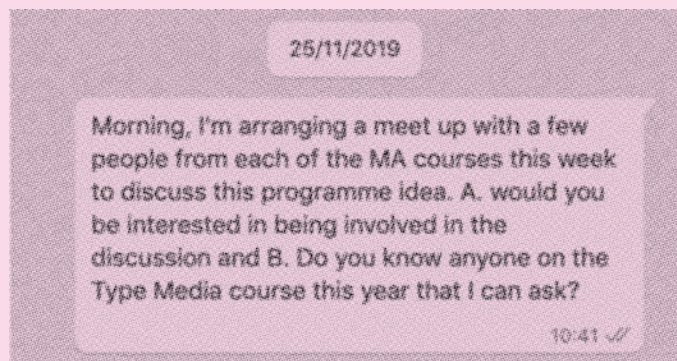 25/11/2019
Morning, I'm arranging a meet up with a few
people from each of the MA courses this week
to discuss this programme idea. A. would you
be interested in being involved in the
discussion and B. Do you know anyone on the
Type Media course this year that I can ask?
10:41